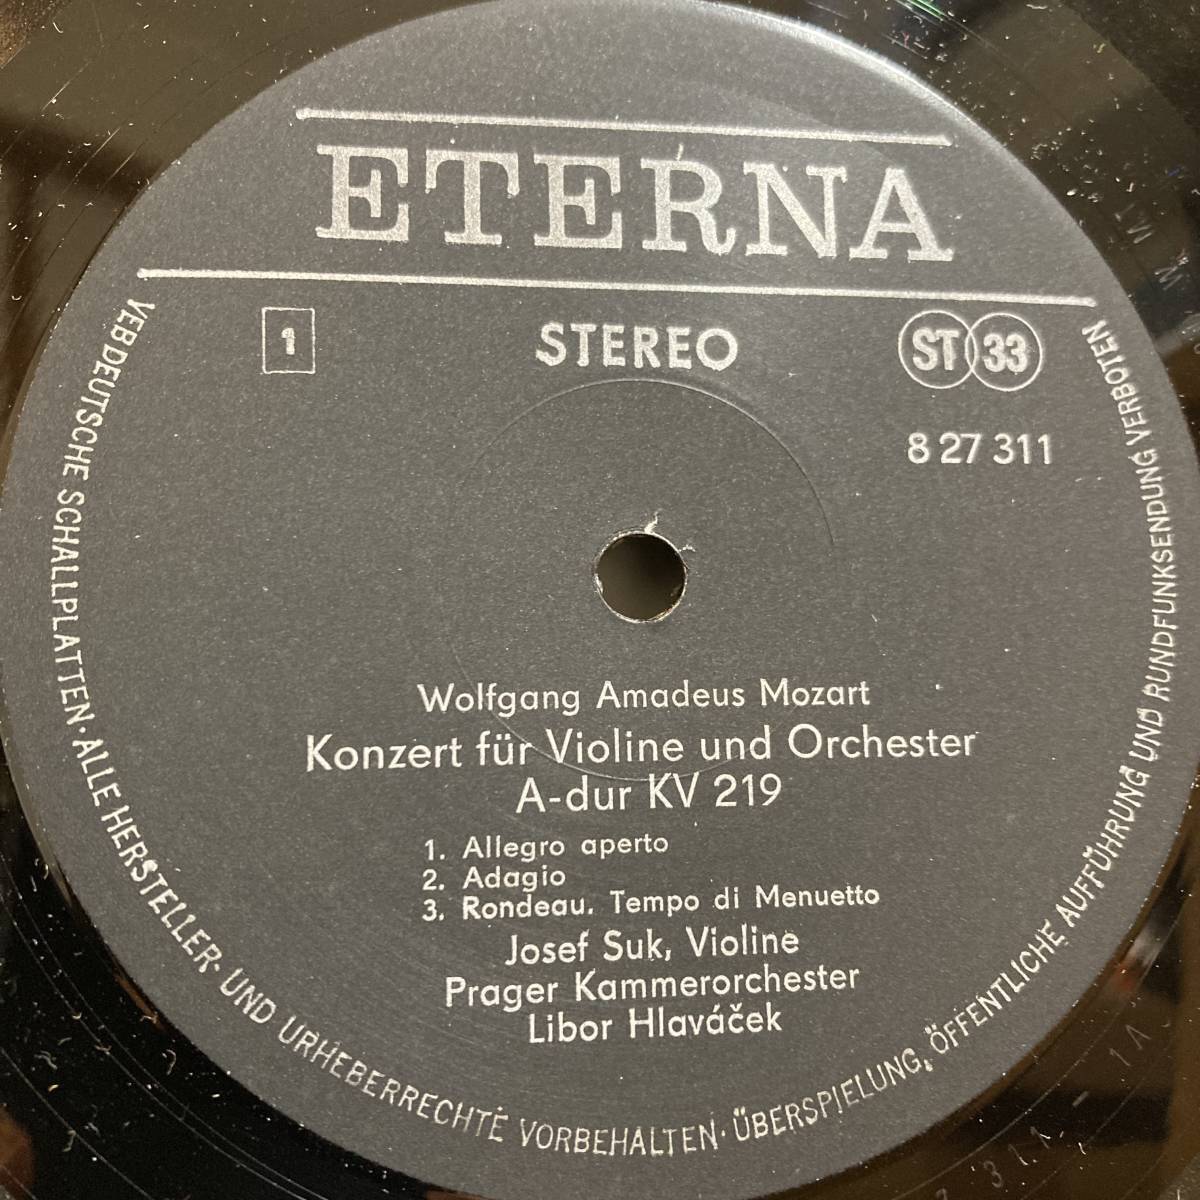 ETERNA
1
STEREO
ST 33
8 27 311
Wolfgang Amadeus Mozart
Konzert für Violine und Orchester
A-dur KV 219
1. Allegro aperto
2. Adagio
3. Rondeau. Tempo di Menuetto
Josef Suk, Violine
Prager Kammerorchester
Libor Hlaváček
VEB DEUTSCHE SCHALLPLATTEN · ALLE HERSTELLER- UND URHEBERRECHTE VORBEHALTEN · ÜBERSPIELUNG, ÖFFENTLICHE AUFFÜHRUNG UND RUNDFUNKSENDUNG VERBOTEN